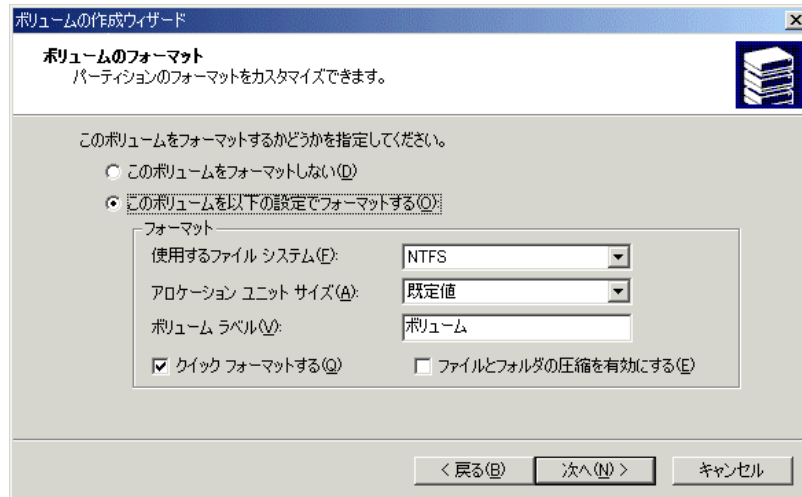 ボリュームの作成ウィザード
ボリュームのフォーマット
パーティションのフォーマットをカスタマイズできます。
このボリュームをフォーマットするかどうかを指定してください。
このボリュームをフォーマットしない(D)
このボリュームを以下の設定でフォーマットする(O):
フォーマット
使用するファイル システム(F): NTFS
アロケーション ユニット サイズ(A): 既定値
ボリューム ラベル(V): ボリューム
クイック フォーマットする(Q) ファイルとフォルダの圧縮を有効にする(E)
< 戻る(B) 次へ(N) > キャンセル